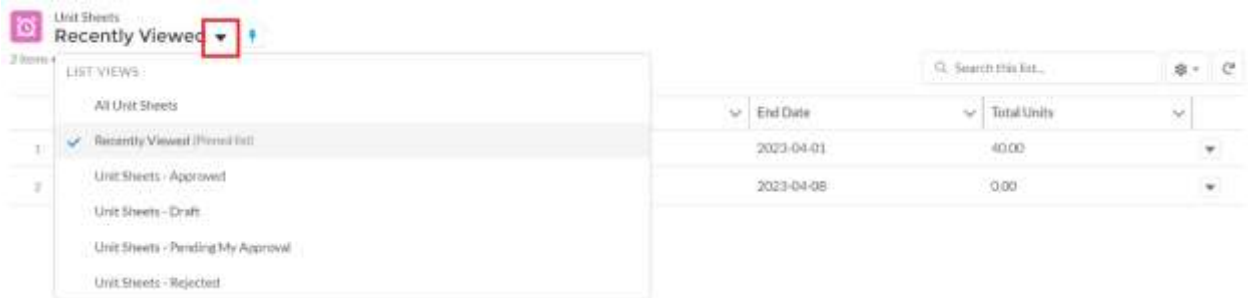 Unit Sheets
Recently Viewed
2 items
Search this list...
LIST VIEWS
All Unit Sheets
Recently Viewed (Pinned list)
Unit Sheets - Approved
Unit Sheets - Draft
Unit Sheets - Pending My Approval
Unit Sheets - Rejected
End Date Total Units
1 2023-04-01 40.00
2 2023-04-08 0.00